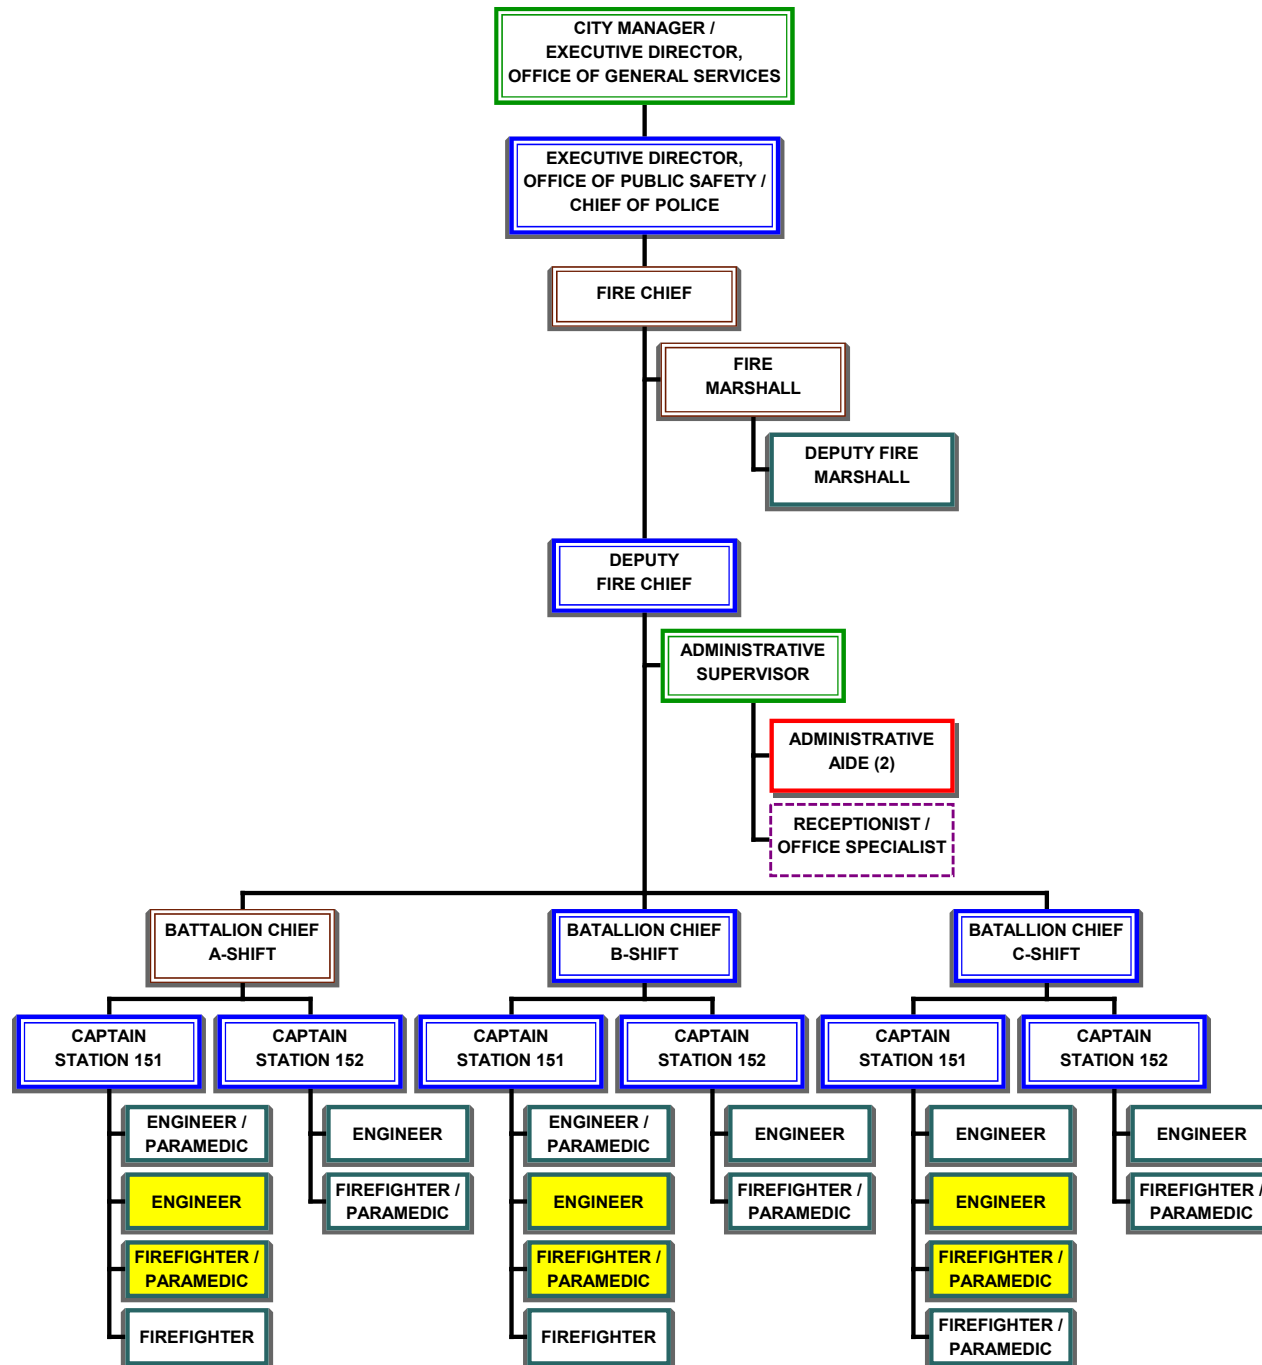 CITY MANAGER /
EXECUTIVE DIRECTOR,
OFFICE OF GENERAL SERVICES
EXECUTIVE DIRECTOR,
OFFICE OF PUBLIC SAFETY /
CHIEF OF POLICE
FIRE CHIEF
FIRE
MARSHALL
DEPUTY FIRE
MARSHALL
DEPUTY
FIRE CHIEF
ADMINISTRATIVE
SUPERVISOR
ADMINISTRATIVE
AIDE (2)
RECEPTIONIST /
OFFICE SPECIALIST
BATTALION CHIEF
A-SHIFT
BATALLION CHIEF
B-SHIFT
BATALLION CHIEF
C-SHIFT
CAPTAIN
STATION 151
CAPTAIN
STATION 152
CAPTAIN
STATION 151
CAPTAIN
STATION 152
CAPTAIN
STATION 151
CAPTAIN
STATION 152
ENGINEER /
PARAMEDIC
ENGINEER
FIREFIGHTER /
PARAMEDIC
FIREFIGHTER
ENGINEER
FIREFIGHTER /
PARAMEDIC
ENGINEER /
PARAMEDIC
ENGINEER
FIREFIGHTER /
PARAMEDIC
FIREFIGHTER
ENGINEER
FIREFIGHTER /
PARAMEDIC
ENGINEER
ENGINEER
FIREFIGHTER /
PARAMEDIC
FIREFIGHTER /
PARAMEDIC
ENGINEER
FIREFIGHTER /
PARAMEDIC